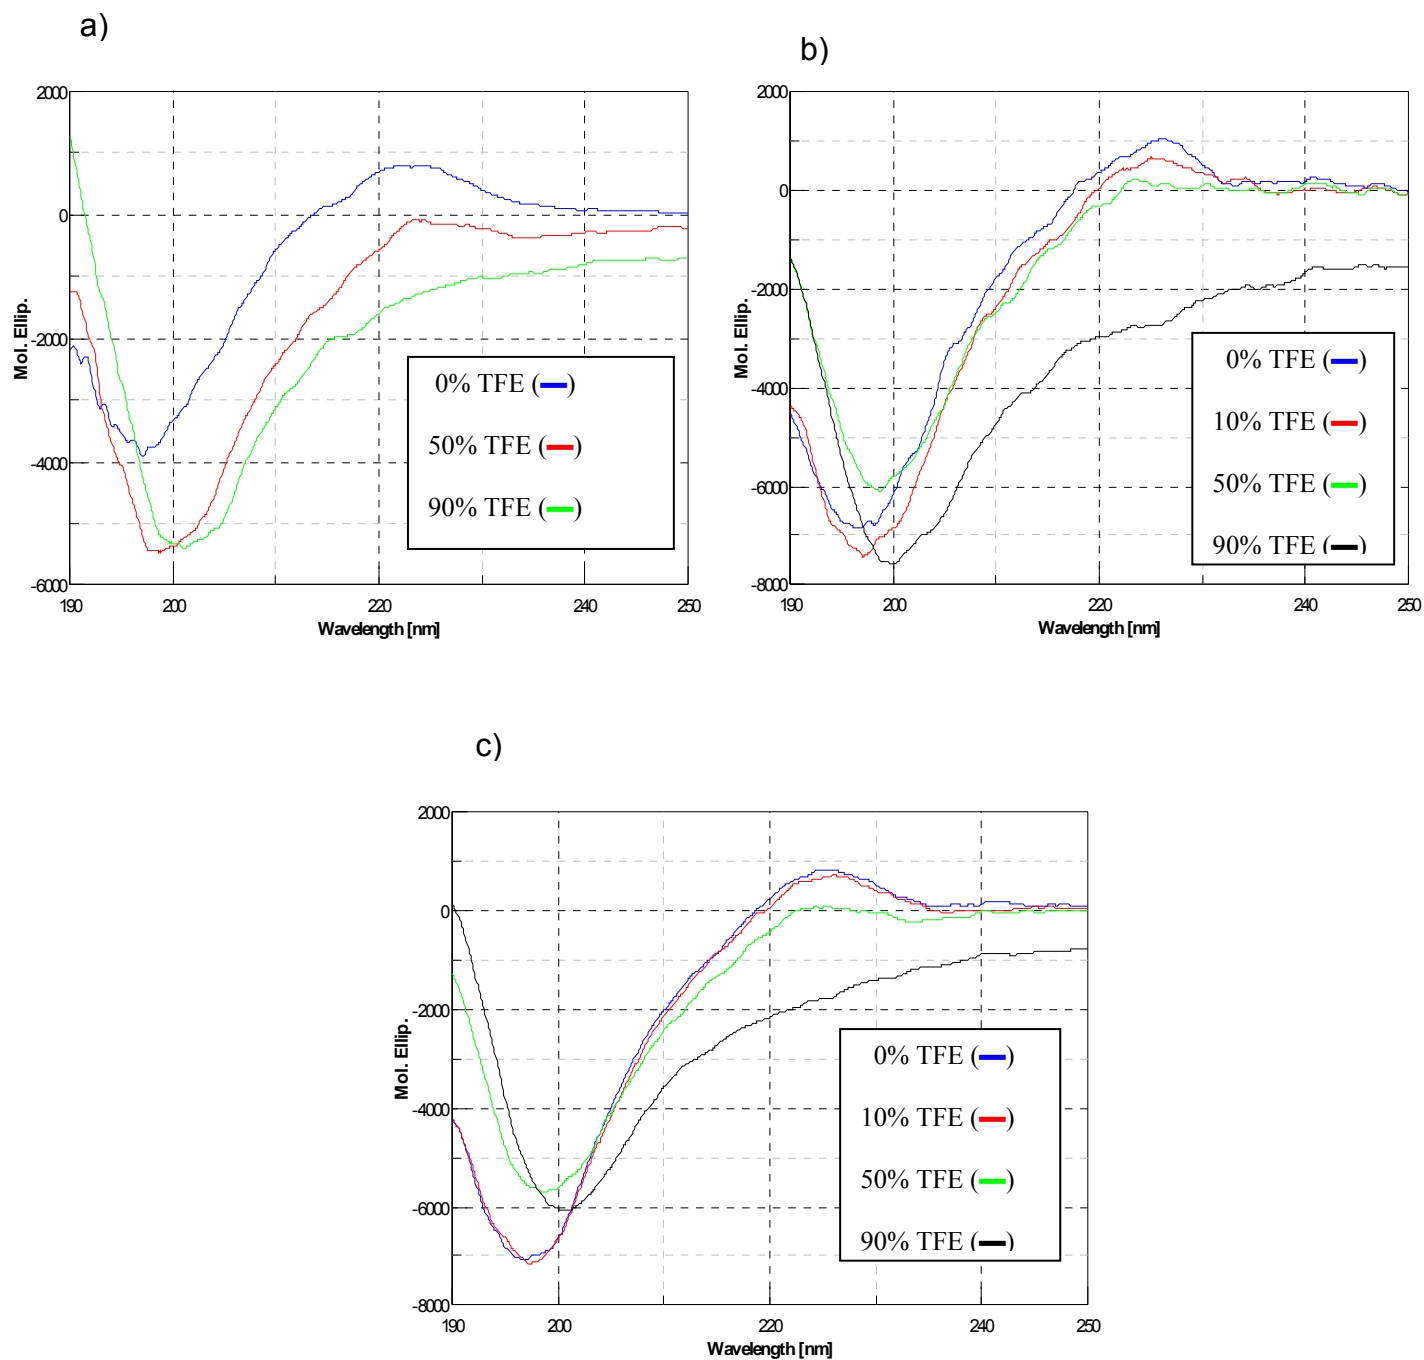 a)
2000
0
-2000
-4000
-6000
190
200
220
240
250
Mol. Ellip.
Wavelength [nm]
0% TFE (—)
50% TFE (—)
90% TFE (—)
b)
2000
0
-2000
-4000
-6000
-8000
190
200
220
240
250
Mol. Ellip.
Wavelength [nm]
0% TFE (—)
10% TFE (—)
50% TFE (—)
90% TFE (—)
c)
2000
0
-2000
-4000
-6000
-8000
190
200
220
240
250
Mol. Ellip.
Wavelength [nm]
0% TFE (—)
10% TFE (—)
50% TFE (—)
90% TFE (—)